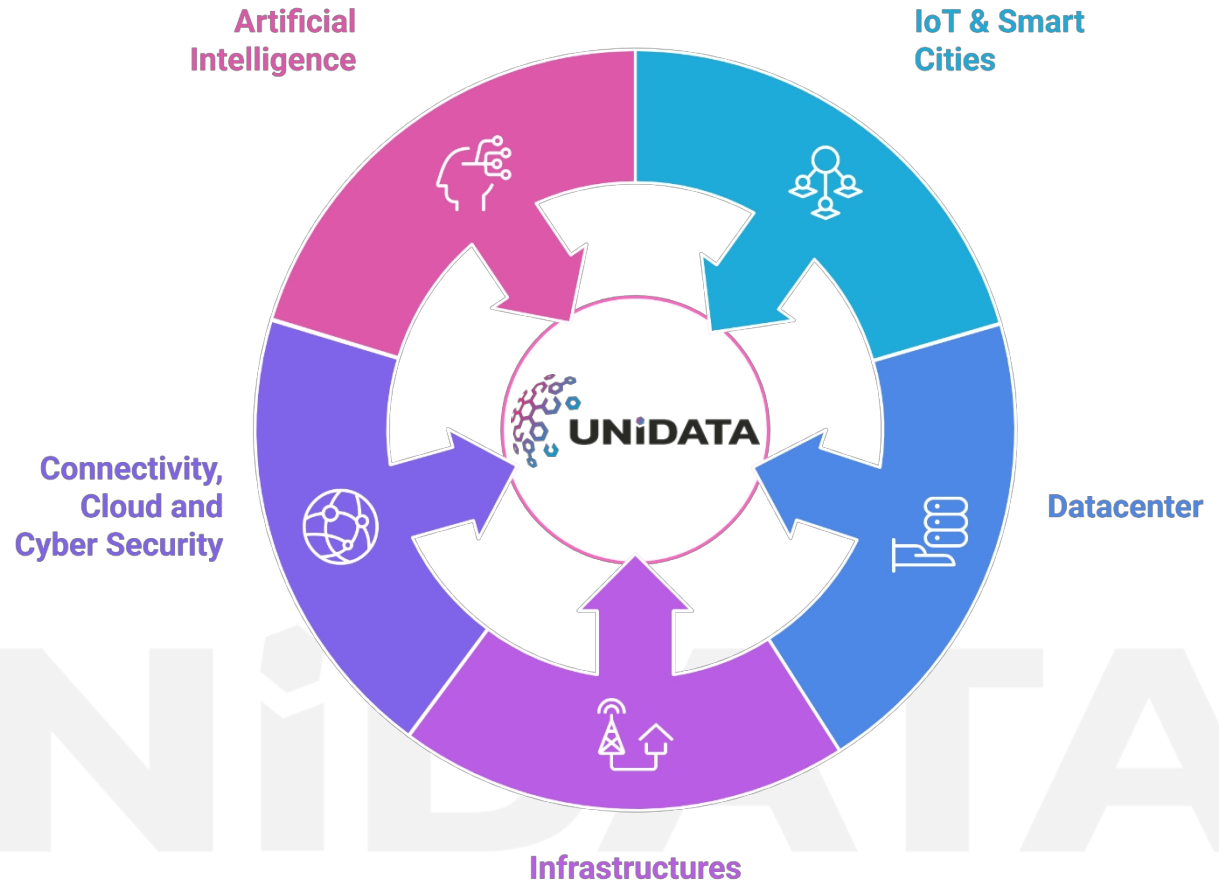 Artificial
Intelligence
IoT & Smart
Cities
UNiDATA
Connectivity,
Cloud and
Cyber Security
Datacenter
Infrastructures
NiDATA